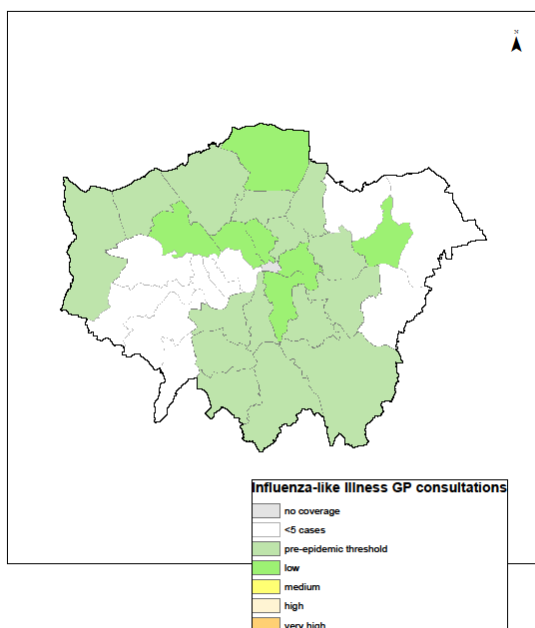 N
Influenza-like Illness GP consultations
no coverage
<5 cases
pre-epidemic threshold
low
medium
high
very high